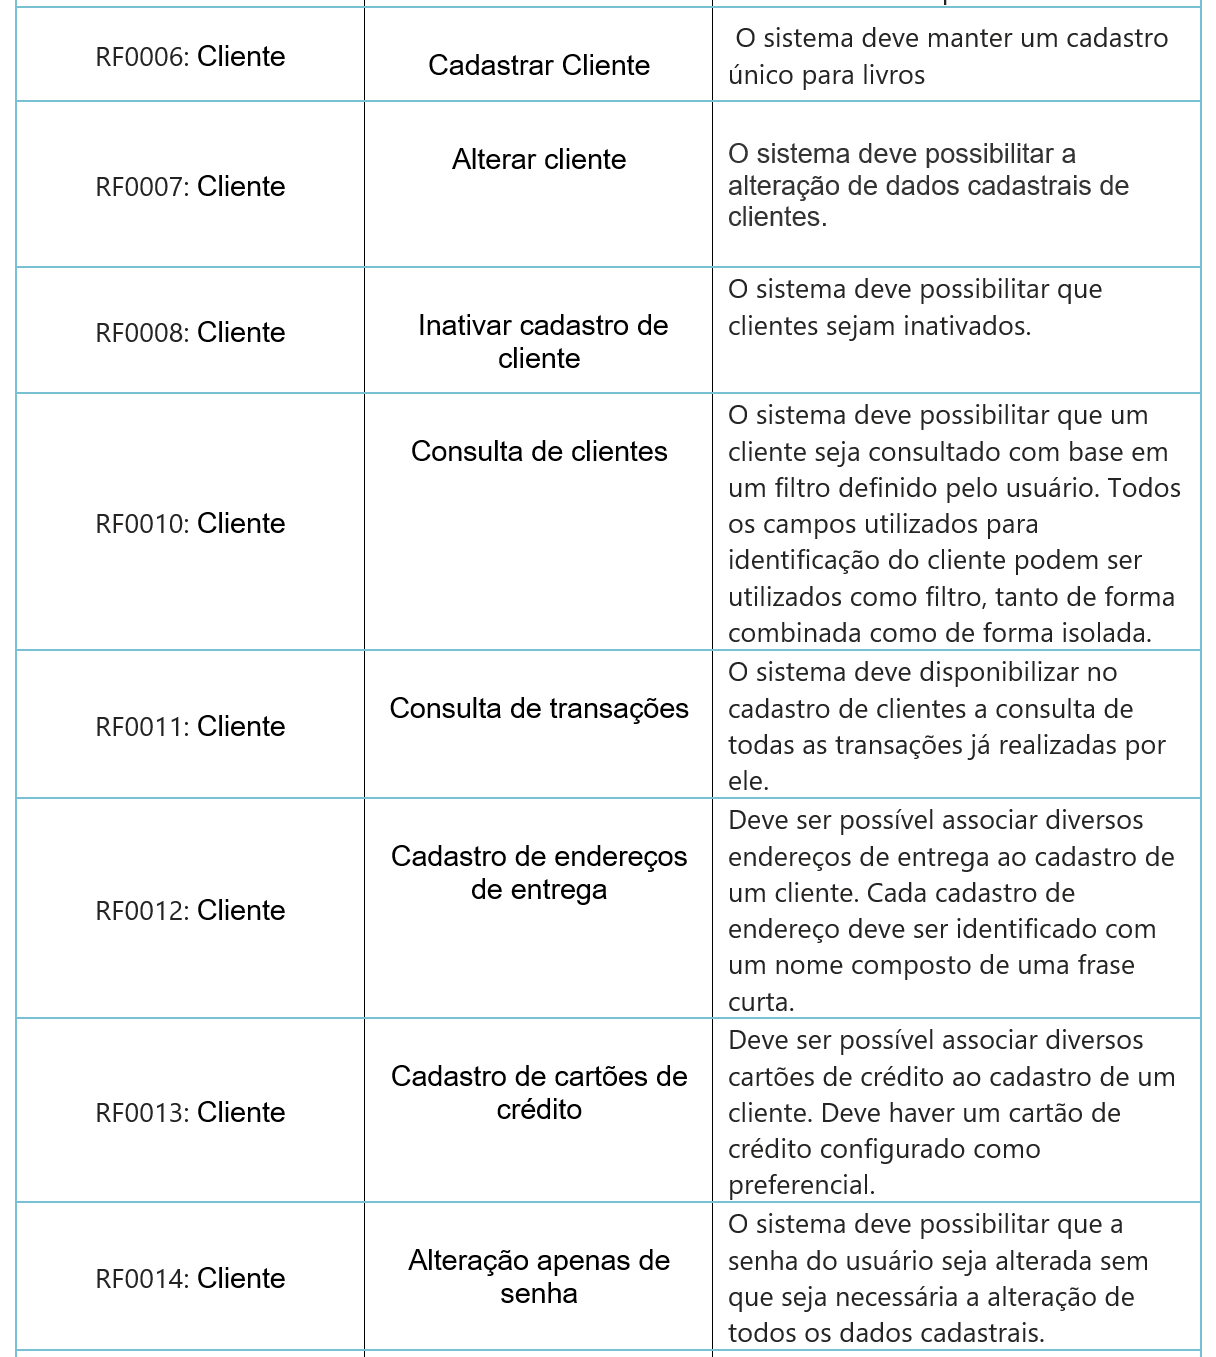 RF0006: Cliente
Cadastrar Cliente
O sistema deve manter um cadastro
único para livros
RF0007: Cliente
Alterar cliente
O sistema deve possibilitar a
alteração de dados cadastrais de
clientes.
RF0008: Cliente
Inativar cadastro de
cliente
O sistema deve possibilitar que
clientes sejam inativados.
RF0010: Cliente
Consulta de clientes
O sistema deve possibilitar que um
cliente seja consultado com base em
um filtro definido pelo usuário. Todos
os campos utilizados para
identificação do cliente podem ser
utilizados como filtro, tanto de forma
combinada como de forma isolada.
RF0011: Cliente
Consulta de transações
O sistema deve disponibilizar no
cadastro de clientes a consulta de
todas as transações já realizadas por
ele.
RF0012: Cliente
Cadastro de endereços
de entrega
Deve ser possível associar diversos
endereços de entrega ao cadastro de
um cliente. Cada cadastro de
endereço deve ser identificado com
um nome composto de uma frase
curta.
RF0013: Cliente
Cadastro de cartões de
crédito
Deve ser possível associar diversos
cartões de crédito ao cadastro de um
cliente. Deve haver um cartão de
crédito configurado como
preferencial.
RF0014: Cliente
Alteração apenas de
senha
O sistema deve possibilitar que a
senha do usuário seja alterada sem
que seja necessária a alteração de
todos os dados cadastrais.